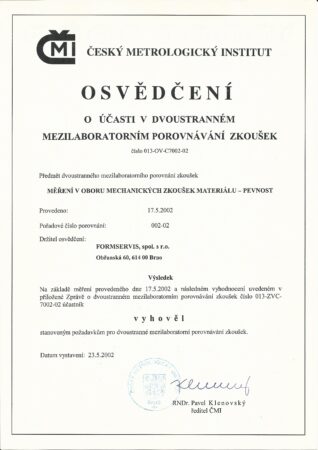 ČMI
ČESKÝ METROLOGICKÝ INSTITUT
OSVĚDČENÍ
O ÚČASTI V DVOUSTRANNÉM
MEZILABORATORNÍM POROVNÁVÁNÍ ZKOUŠEK
číslo 013-OV-C7002-02
Předmět dvoustranného mezilaboratorního porovnání zkoušek
MĚŘENÍ V OBORU MECHANICKÝCH ZKOUŠEK MATERIÁLU – PEVNOST
Provedeno: 17.5.2002
Pořadové číslo porovnání: 002-02
Držitel osvědčení:
FORMSERVIS, spol. s r.o.
Obřanská 60, 614 00 Brno
Výsledek
Na základě měření provedeného dne 17.5.2002 a následném vyhodnocení uvedeném v
přiložené Zprávě o dvoustranném mezilaboratorním porovnávání zkoušek číslo 013-ZVC-
7002-02 účastník
vyhověl
stanoveným požadavkům pro dvoustranné mezilaboratorní porovnávání zkoušek.
Datum vystavení: 23.5.2002
RNDr. Pavel Klenovský
ředitel ČMI